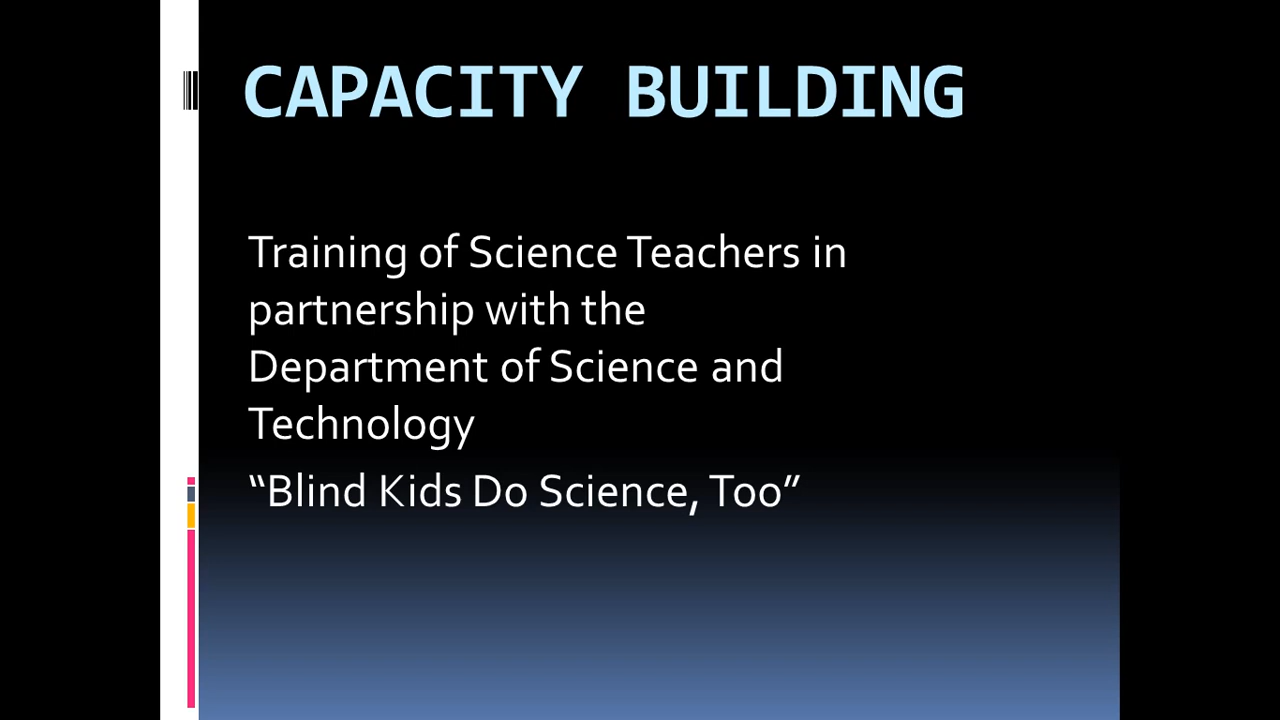 CAPACITY BUILDING
Training of Science Teachers in
partnership with the
Department of Science and
Technology
“Blind Kids Do Science, Too”